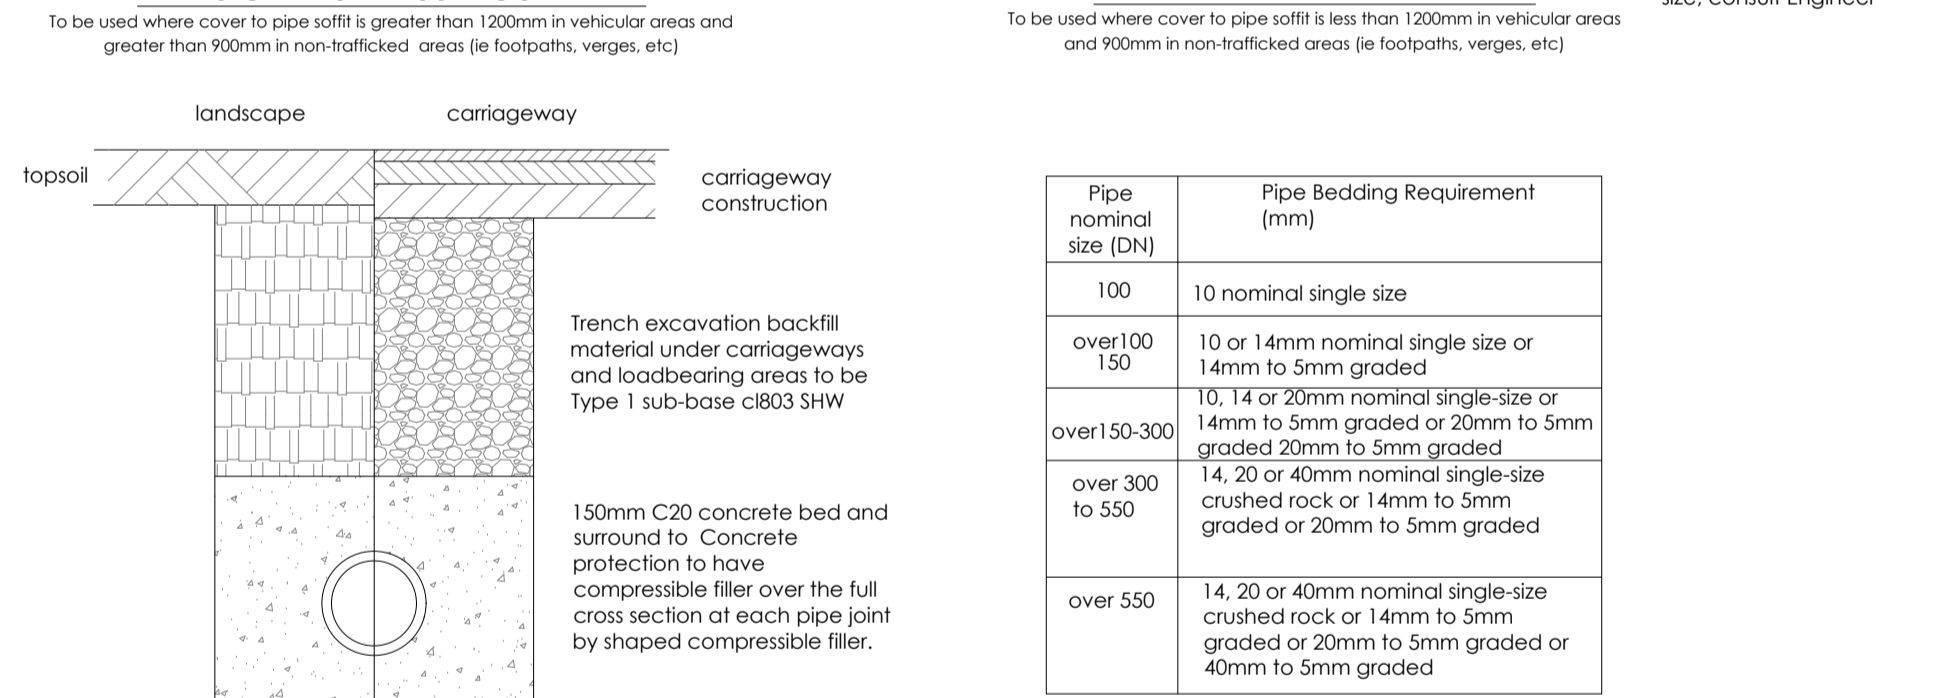 To be used where cover to pipe soffit is greater than 1200mm in vehicular areas and
greater than 900mm in non-trafficked areas (ie footpaths, verges, etc)
To be used where cover to pipe soffit is less than 1200mm in vehicular areas
and 900mm in non-trafficked areas (ie footpaths, verges, etc)
size, consult Engineer
landscape
carriageway
topsoil
carriageway
construction
Trench excavation backfill
material under carriageways
and loadbearing areas to be
Type 1 sub-base cl803 SHW
150mm C20 concrete bed and
surround to Concrete
protection to have
compressible filler over the full
cross section at each pipe joint
by shaped compressible filler.
Pipe
nominal
size (DN)
Pipe Bedding Requirement
(mm)
100
10 nominal single size
over100
150
10 or 14mm nominal single size or
14mm to 5mm graded
over150-300
10, 14 or 20mm nominal single-size or
14mm to 5mm graded or 20mm to 5mm
graded 20mm to 5mm graded
over 300
to 550
14, 20 or 40mm nominal single-size
crushed rock or 14mm to 5mm
graded or 20mm to 5mm graded
over 550
14, 20 or 40mm nominal single-size
crushed rock or 14mm to 5mm
graded or 20mm to 5mm graded or
40mm to 5mm graded